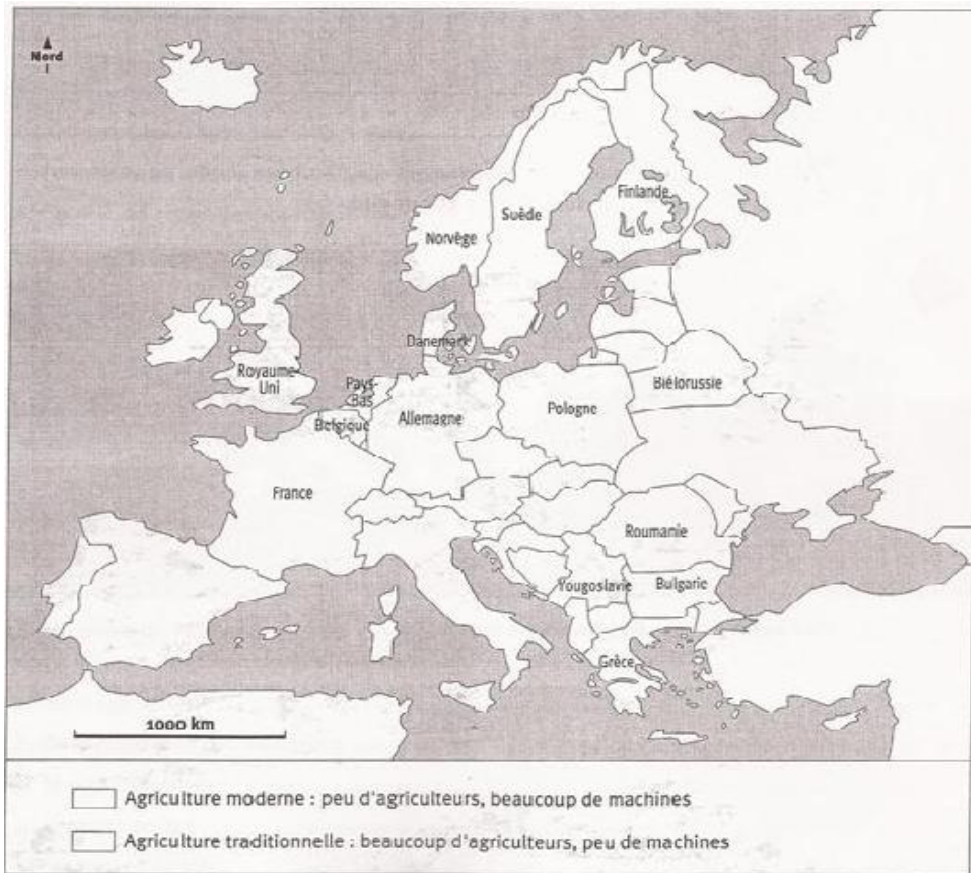 Nord
Finlande
Suède
Norvège
Danemark
Royaume-
Uni
Pays-
Bas
Biélorussie
Belgique
Allemagne
Pologne
France
Roumanie
Yougoslavie
Bulgarie
Grèce
1000 km
Agriculture moderne : peu d'agriculteurs, beaucoup de machines
Agriculture traditionnelle : beaucoup d'agriculteurs, peu de machines